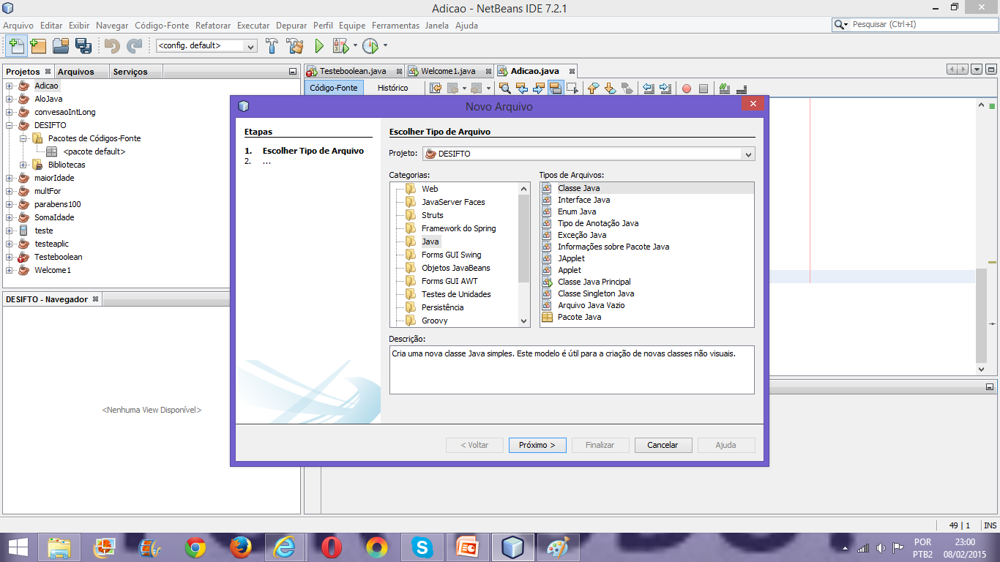 Adicao - NetBeans IDE 7.2.1
Arquivo Editar Exibir Navegar Código-Fonte Refatorar Executar Depurar Perfil Equipe Ferramentas Janela Ajuda
Pesquisar (Ctrl+I)
<config. default>
Projetos Arquivos Serviços
Adicao
AloJava
convesaoIntLong
DESIFTO
Pacotes de Códigos-Fonte
<pacote default>
Bibliotecas
maiorIdade
multFor
parabens100
SomaIdade
teste
testeaplic
Testeboolean
Welcome1
DESIFTO - Navegador
<Nenhuma View Disponível>
Testeboolean.java Welcome1.java Adicao.java
Código-Fonte Histórico
Novo Arquivo
Etapas
1. Escolher Tipo de Arquivo
2. ...
Escolher Tipo de Arquivo
Projeto: DESIFTO
Categorias:
Web
JavaServer Faces
Struts
Framework do Spring
Java
Forms GUI Swing
Objetos JavaBeans
Forms GUI AWT
Testes de Unidades
Persistência
Groovy
Tipos de Arquivos:
Classe Java
Interface Java
Enum Java
Tipo de Anotação Java
Exceção Java
Informações sobre Pacote Java
JApplet
Applet
Classe Java Principal
Classe Singleton Java
Arquivo Java Vazio
Pacote Java
Descrição:
Cria uma nova classe Java simples. Este modelo é útil para a criação de novas classes não visuais.
< Voltar Próximo > Finalizar Cancelar Ajuda
49 | 1 INS
POR
PTB2
23:00
08/02/2015